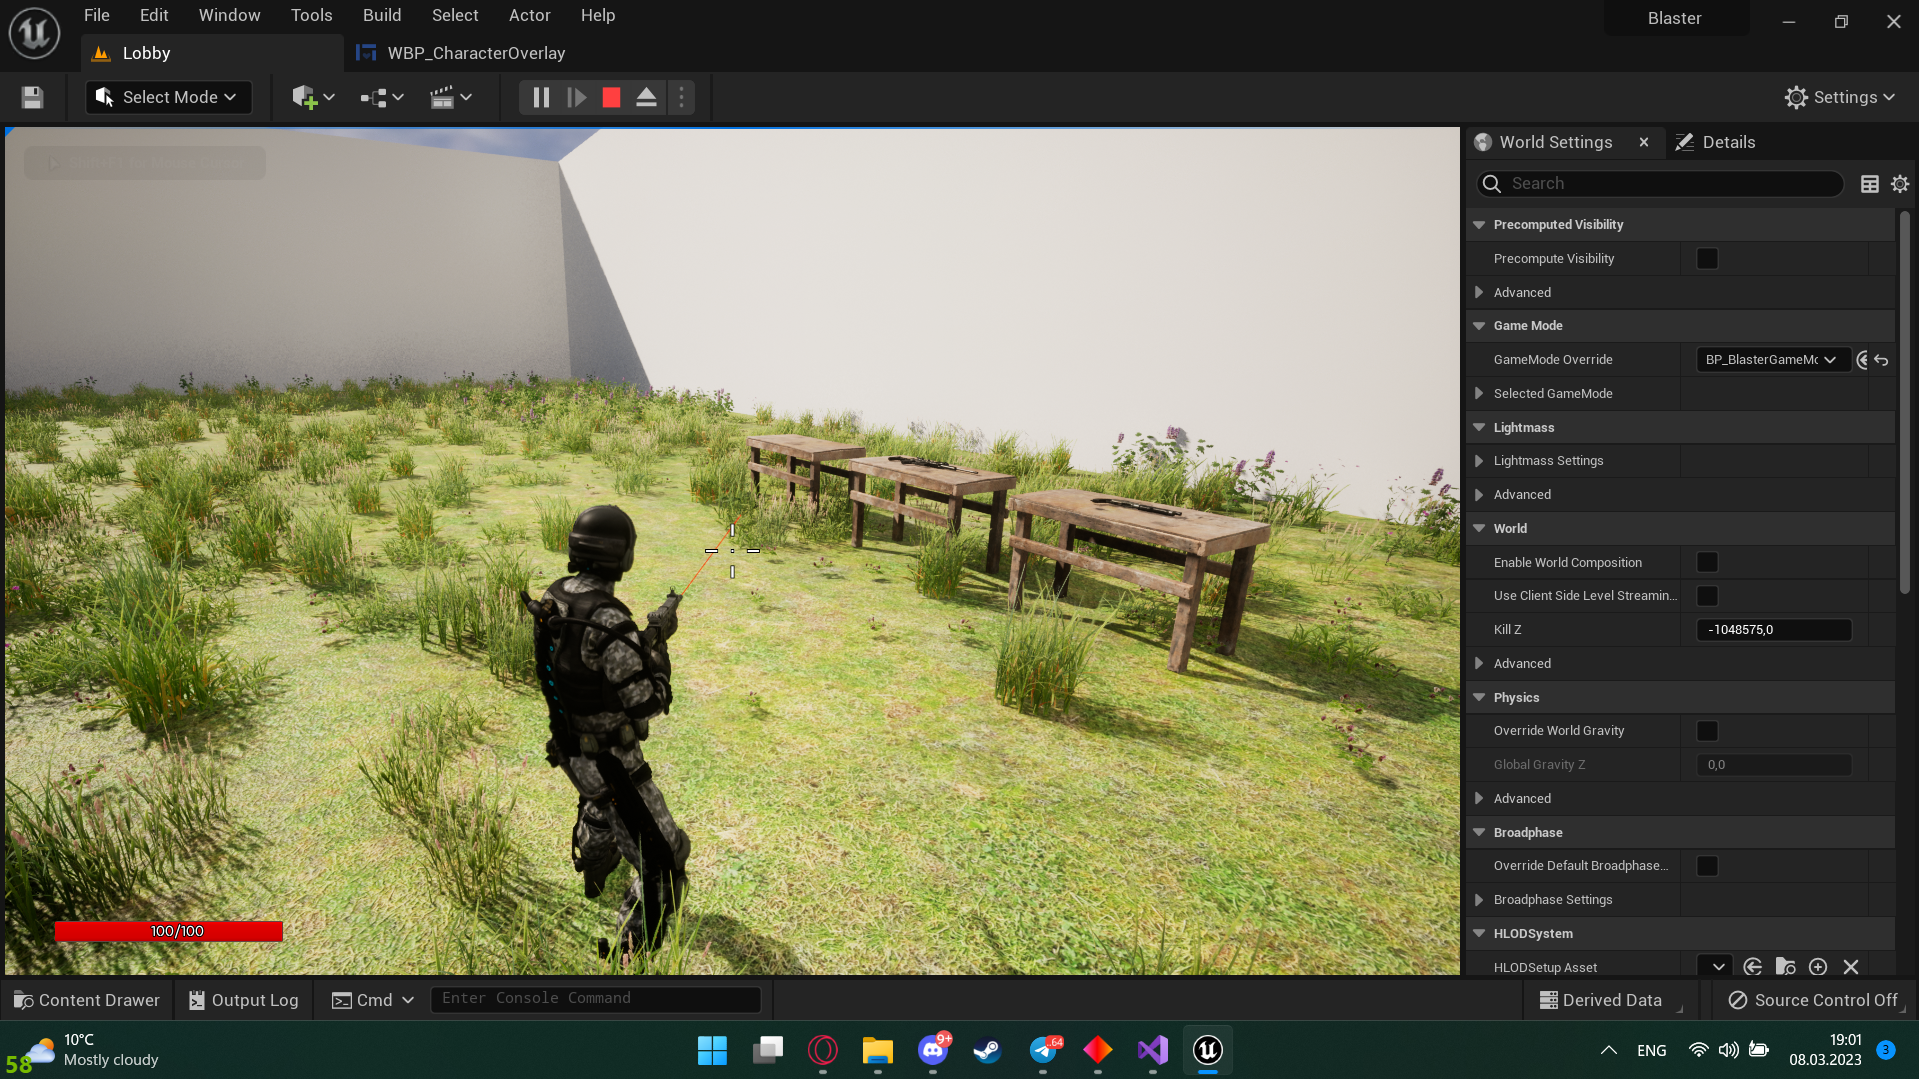 File Edit Window Tools Build Select Actor Help
Blaster
Lobby
WBP_CharacterOverlay
Select Mode
Settings
World Settings
Details
Search
Precomputed Visibility
Precompute Visibility
Advanced
Game Mode
GameMode Override
BP_BlasterGameMo
Selected GameMode
Lightmass
Lightmass Settings
Advanced
World
Enable World Composition
Use Client Side Level Streamin...
Kill Z
-1048575,0
Advanced
Physics
Override World Gravity
Global Gravity Z
0,0
Advanced
Broadphase
Override Default Broadphase...
Broadphase Settings
HLODSystem
HLODSetup Asset
100/100
Content Drawer
Output Log
Cmd
Enter Console Command
Derived Data
Source Control Off
58
10°C
Mostly cloudy
9+
.64
ENG
19:01
08.03.2023
3